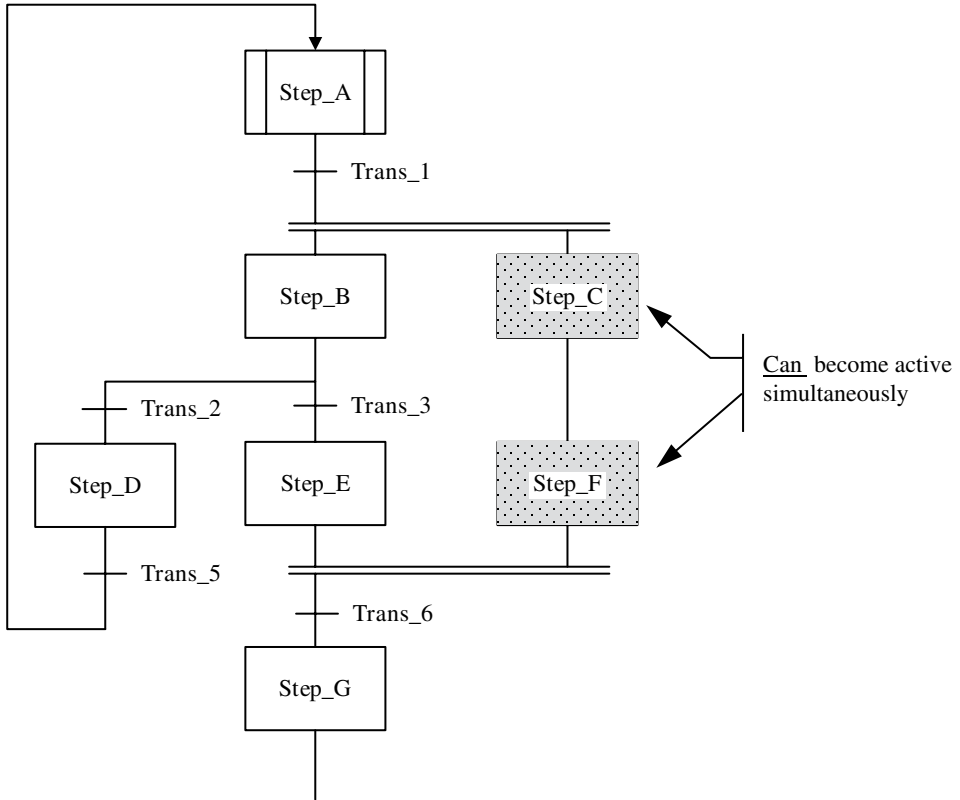 Step_A
Trans_1
Step_B
Step_C
Can become active
simultaneously
Trans_2
Trans_3
Step_D
Step_E
Step_F
Trans_5
Trans_6
Step_G